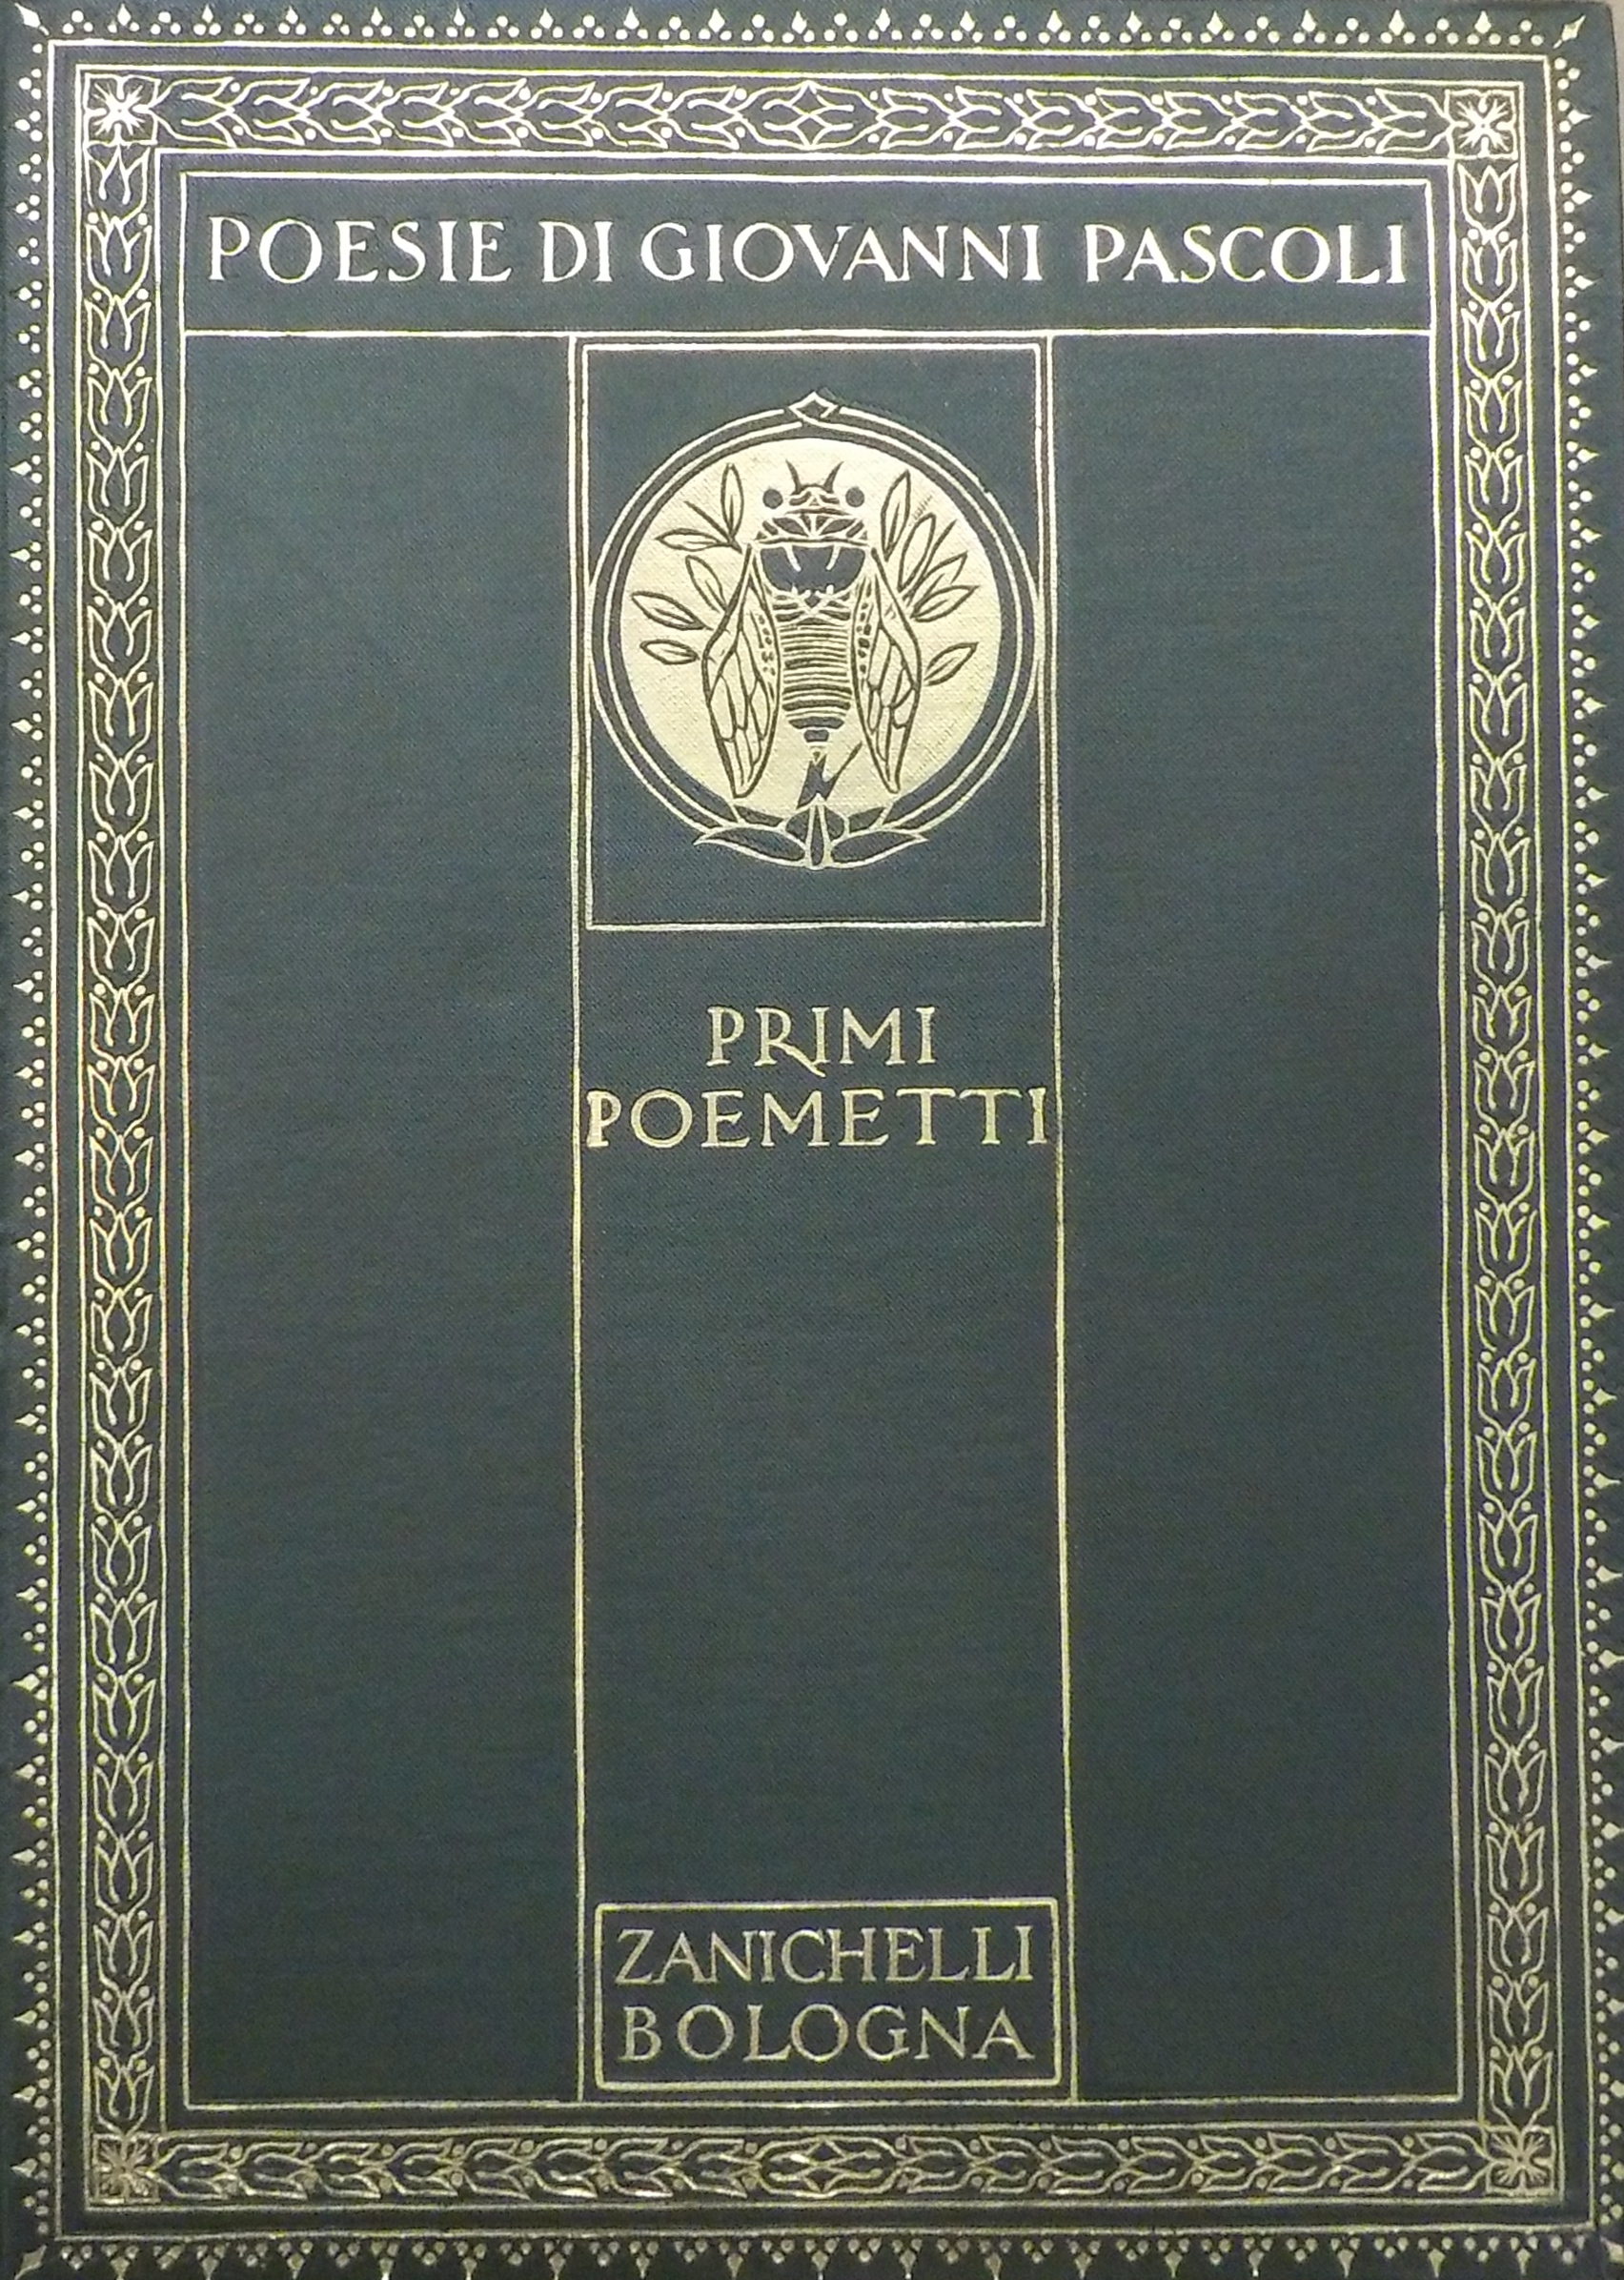 POESIE DI GIOVANNI PASCOLI
PRIMI
POEMETTI
ZANICHELLI
BOLOGNA